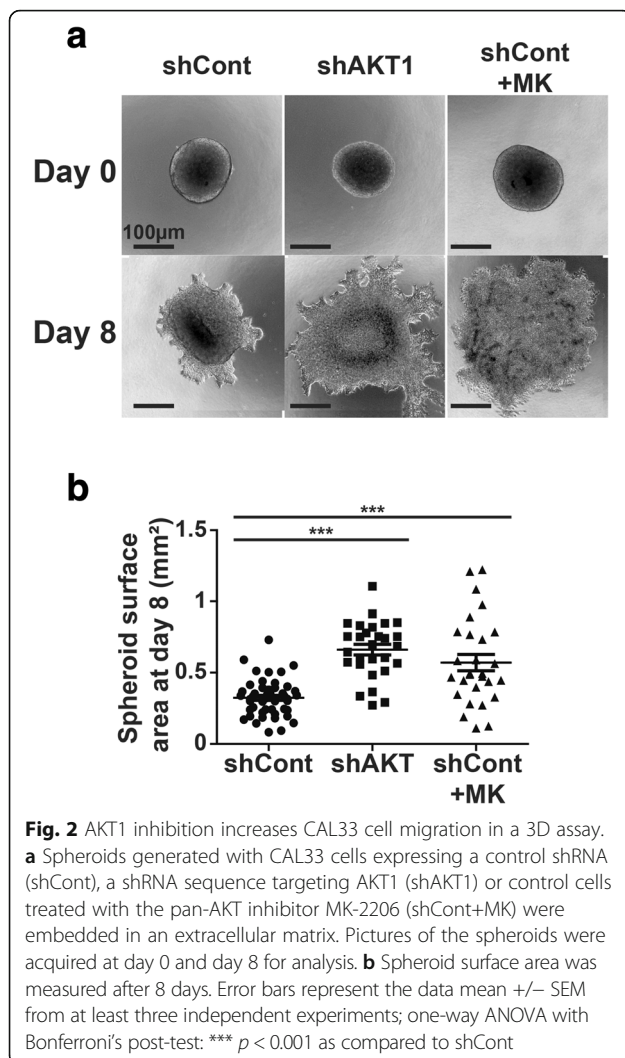 a
shCont shAKT1 shCont +MK
Day 0
100µm
Day 8
b
*** 
***
Spheroid surface area at day 8 (mm²)
1.5
1
0.5
0
shCont shAKT shCont +MK
Fig. 2 AKT1 inhibition increases CAL33 cell migration in a 3D assay.
a Spheroids generated with CAL33 cells expressing a control shRNA
(shCont), a shRNA sequence targeting AKT1 (shAKT1) or control cells
treated with the pan-AKT inhibitor MK-2206 (shCont+MK) were
embedded in an extracellular matrix. Pictures of the spheroids were
acquired at day 0 and day 8 for analysis. b Spheroid surface area was
measured after 8 days. Error bars represent the data mean +/− SEM
from at least three independent experiments; one-way ANOVA with
Bonferroni's post-test: *** p < 0.001 as compared to shCont